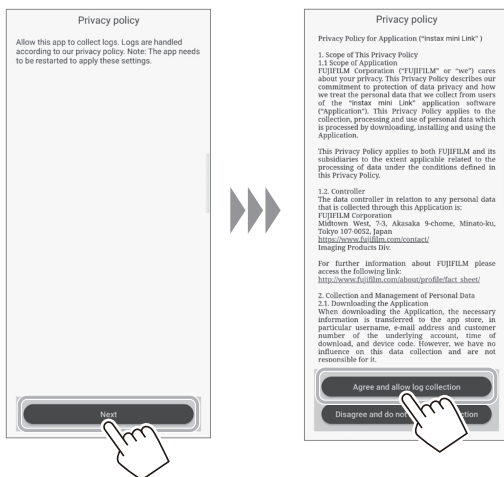 Privacy policy
Allow this app to collect logs. Logs are handled
according to our privacy policy. Note: The app needs
to be restarted to apply these settings.
Next
Privacy policy
Privacy Policy for Application ("instax mini Link" )
1. Scope of This Privacy Policy
1.1 Scope of Application
FUJIFILM Corporation ("FUJIFILM" or "we") cares
about your privacy. This Privacy Policy describes our
commitment to protection of data privacy and how
we treat the personal data that we collect from users
of the "instax mini Link" application software
("Application"). This Privacy Policy applies to the
collection, processing and use of personal data which
is processed by downloading, installing and using the
Application.
This Privacy Policy applies to both FUJIFILM and its
subsidiaries to the extent applicable related to the
processing of data under the conditions defined in
this Privacy Policy.
1.2. Controller
The data controller in relation to any personal data
that is collected through this Application is:
FUJIFILM Corporation
Midtown West, 7-3, Akasaka 9-chome, Minato-ku,
Tokyo 107-0052, Japan
https://www.fujifilm.com/contact/
Imaging Products Div.
For further information about FUJIFILM please
access the following link:
http://www.fujifilm.com/about/profile/fact_sheet/
2. Collection and Management of Personal Data
2.1. Downloading the Application
When downloading the Application, the necessary
information is transferred to the app store, in
particular username, e-mail address and customer
number of the underlying account, time of
download, and device code. However, we have no
influence on this data collection and are not
responsible for it.
Agree and allow log collection
Disagree and do not